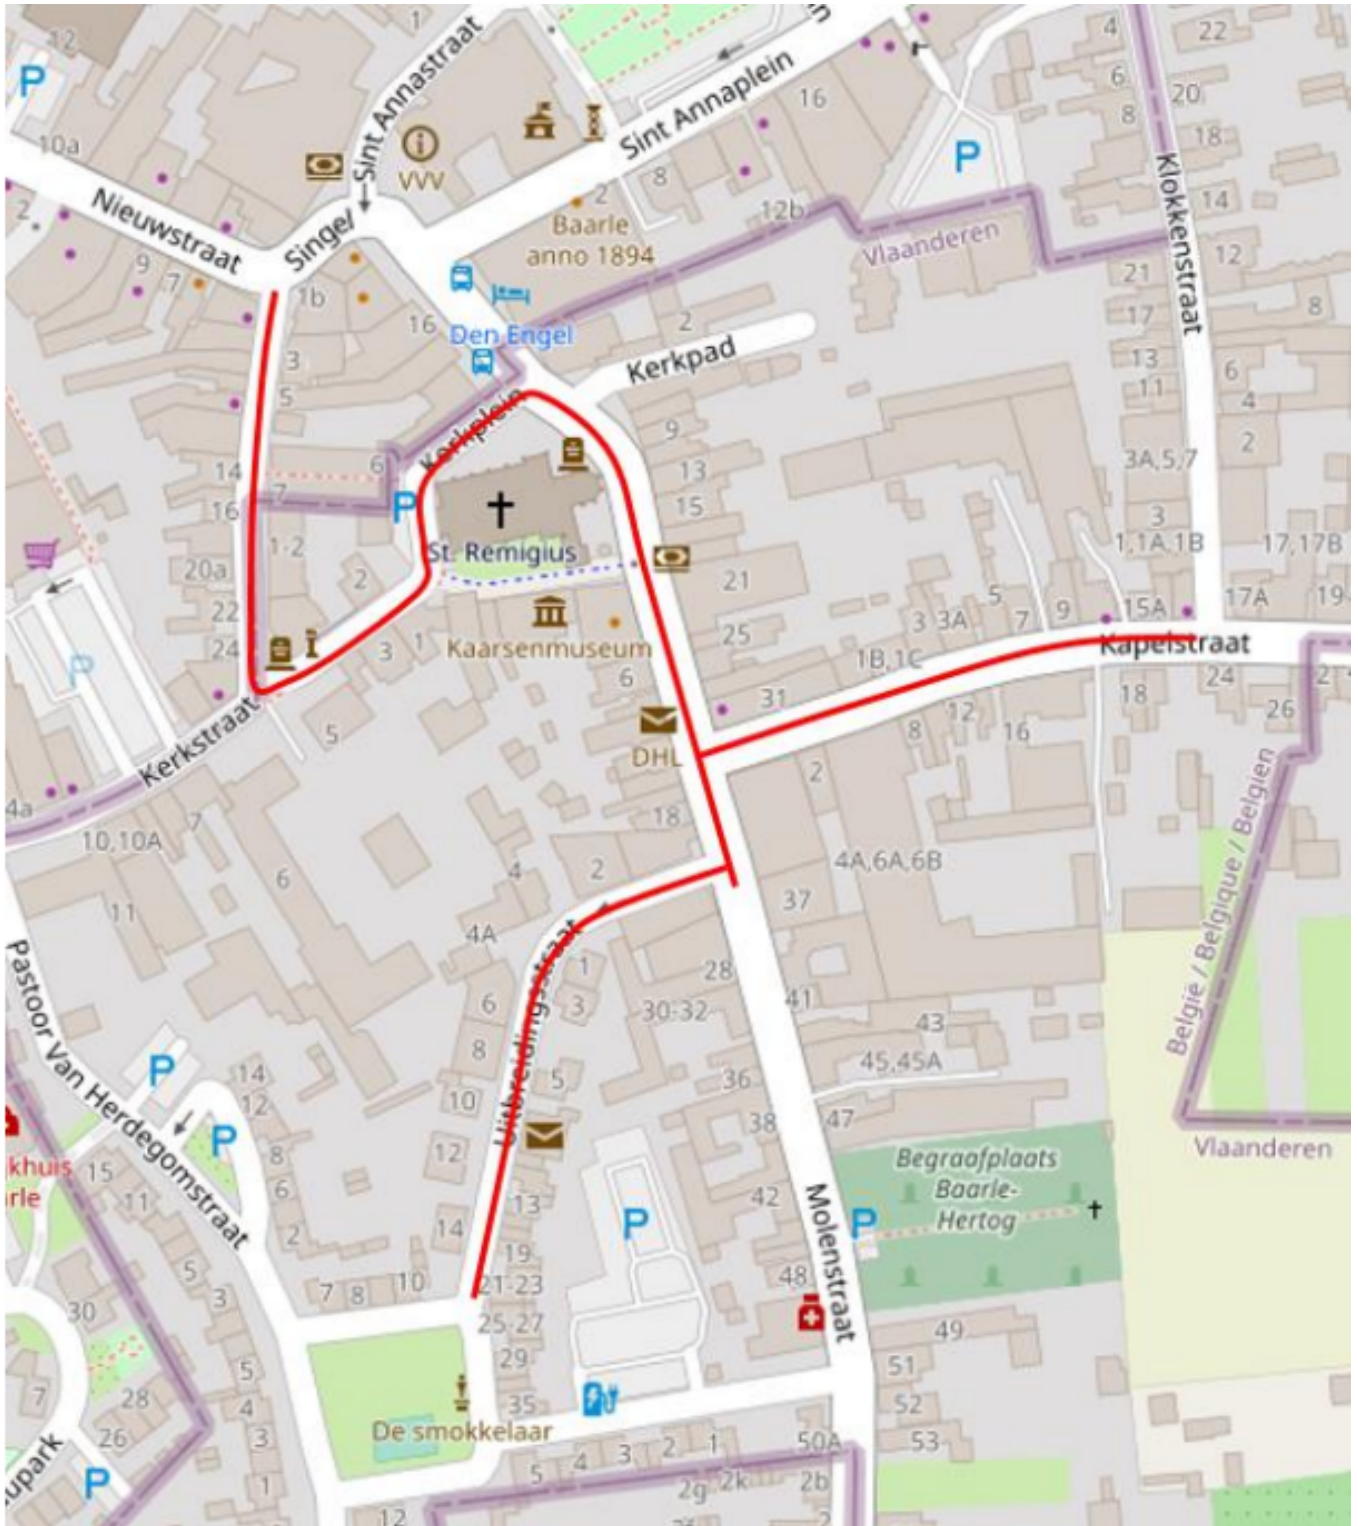 12
1
Sint Annastraat
Sint Annaplein
4
22
P
6
20
10a
16
8
18
VVV
P
Klokkenstraat
Nieuwstraat
Singel
2
8
14
2
Baarle
anno 1894
12b
Vlaanderen
12
9
7
1b
21
8
16
2
17
Den Engel
3
Kerkpad
13
6
5
11
4
Kerkplein
9
2
14
6
13
3A,5,7
7
P
15
16
3
1-2
St. Remigius
1,1A,1B
17,17B
20a
2
21
5
22
3
3A
7
9
15A
17A
19-
24
3
1
Kaarsenmuseum
25
1B,1C
Kapelstraat
P
6
31
18
24
2
5
12
26
Kerkstraat
DHL
8
16
4a
2
10,10A
7
18
België / Belgique / Belgien
6
4
2
4A,6A,6B
11
37
4A
Uitbreidingsstraat
1
28
Pastoor Van Herdegomstraat
6
3
30-32
41
43
8
45,45A
P
14
5
36
12
10
38
47
P
8
12
Begraafplaats
Baarle-
Hertog
Vlaanderen
khuis
rle
15
11
6
13
42
Molenstraat
P
P
2
14
19
5
3
7
8
10
21-23
48
30
25-27
49
5
29
51
7
28
4
35
52
De smokkelaar
upark
26
3
1
2
3
4
5
50A
53
P
1
2k
2g
2b
12
2